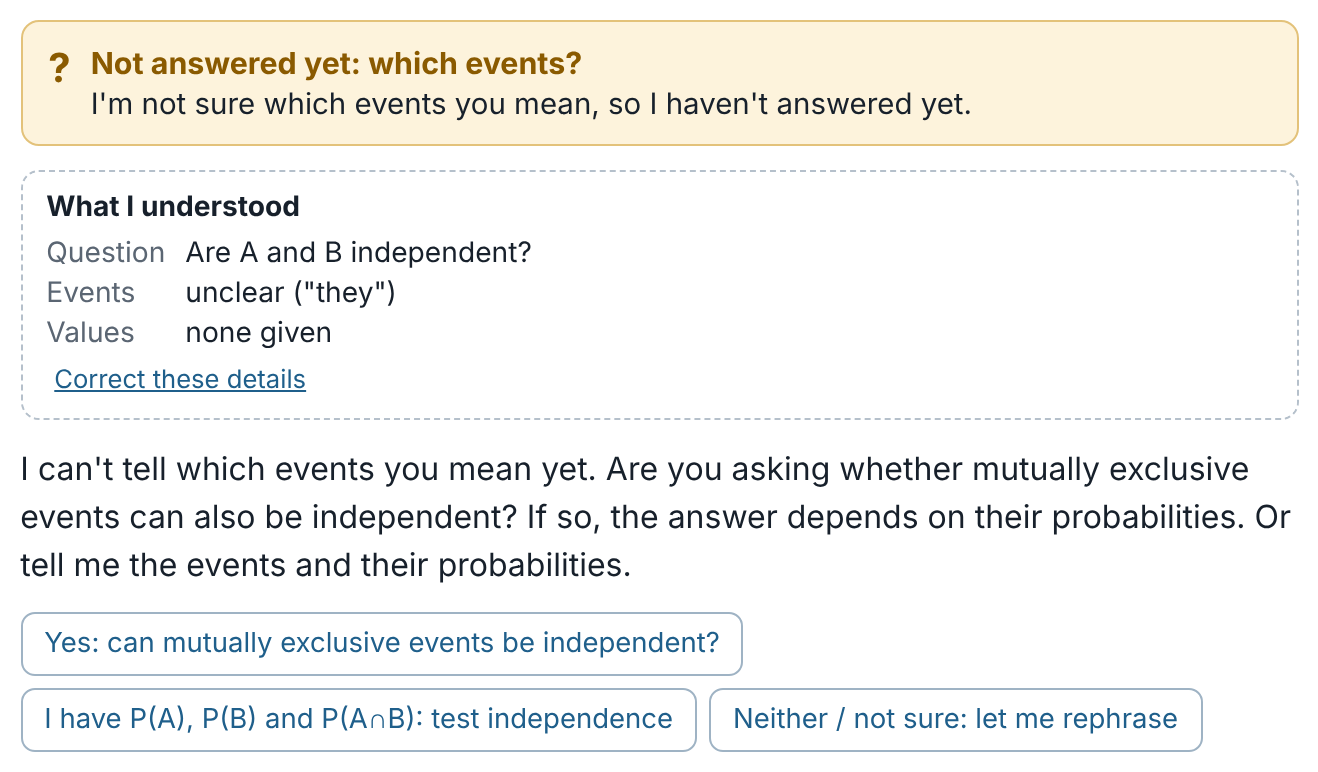 ? Not answered yet: which events?
I'm not sure which events you mean, so I haven't answered yet.
What I understood
Question Are A and B independent?
Events unclear ("they")
Values none given
Correct these details
I can't tell which events you mean yet. Are you asking whether mutually exclusive
events can also be independent? If so, the answer depends on their probabilities. Or
tell me the events and their probabilities.
Yes: can mutually exclusive events be independent?
I have P(A), P(B) and P(A∩B): test independence
Neither / not sure: let me rephrase